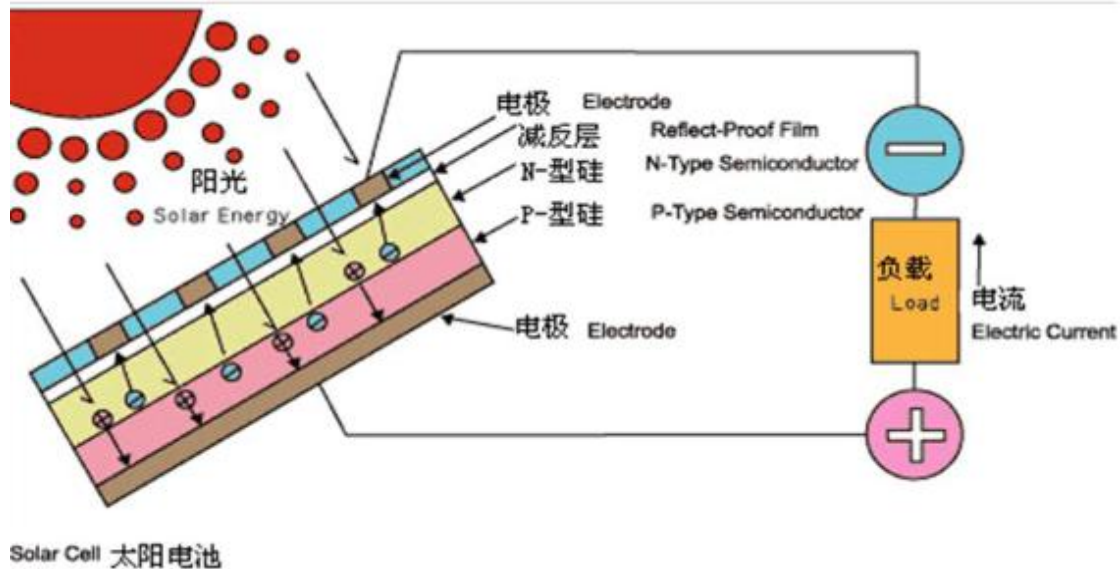 电极 Electrode
减反层 Reflect-Proof Film
N-型硅 N-Type Semiconductor
阳光
Solar Energy
P-型硅 P-Type Semiconductor
负载
Load
电流
Electric Current
电极 Electrode
Solar Cell 太阳电池